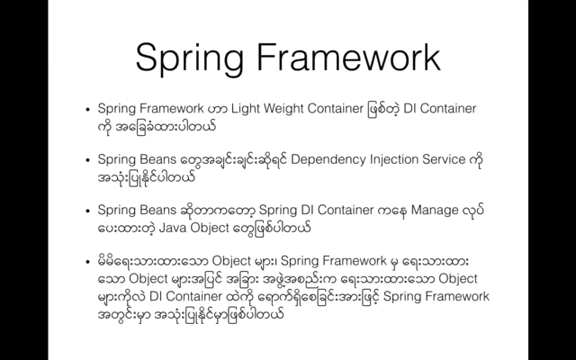 Spring Framework
• Spring Framework ဟာ Light Weight Container ဖြစ်တဲ့ DI Container
ကို အခြေခံထားပါတယ်
• Spring Beans တွေအချင်းချင်းဆိုရင် Dependency Injection Service ကို
အသုံးပြုနိုင်ပါတယ်
• Spring Beans ဆိုတာကတော့ Spring DI Container ကနေ Manage လုပ်
ပေးထားတဲ့ Java Object တွေဖြစ်ပါတယ်
• မိမိရေးသားထားသော Object များ၊ Spring Framework မှ ရေးသားထား
သော Object များအပြင် အခြား အဖွဲ့အစည်းက ရေးသားထားသော Object
များကိုလဲ DI Container ထဲကို ရောက်ရှိစေခြင်းအားဖြင့် Spring Framework
အတွင်းမှာ အသုံးပြုနိုင်မှာဖြစ်ပါတယ်